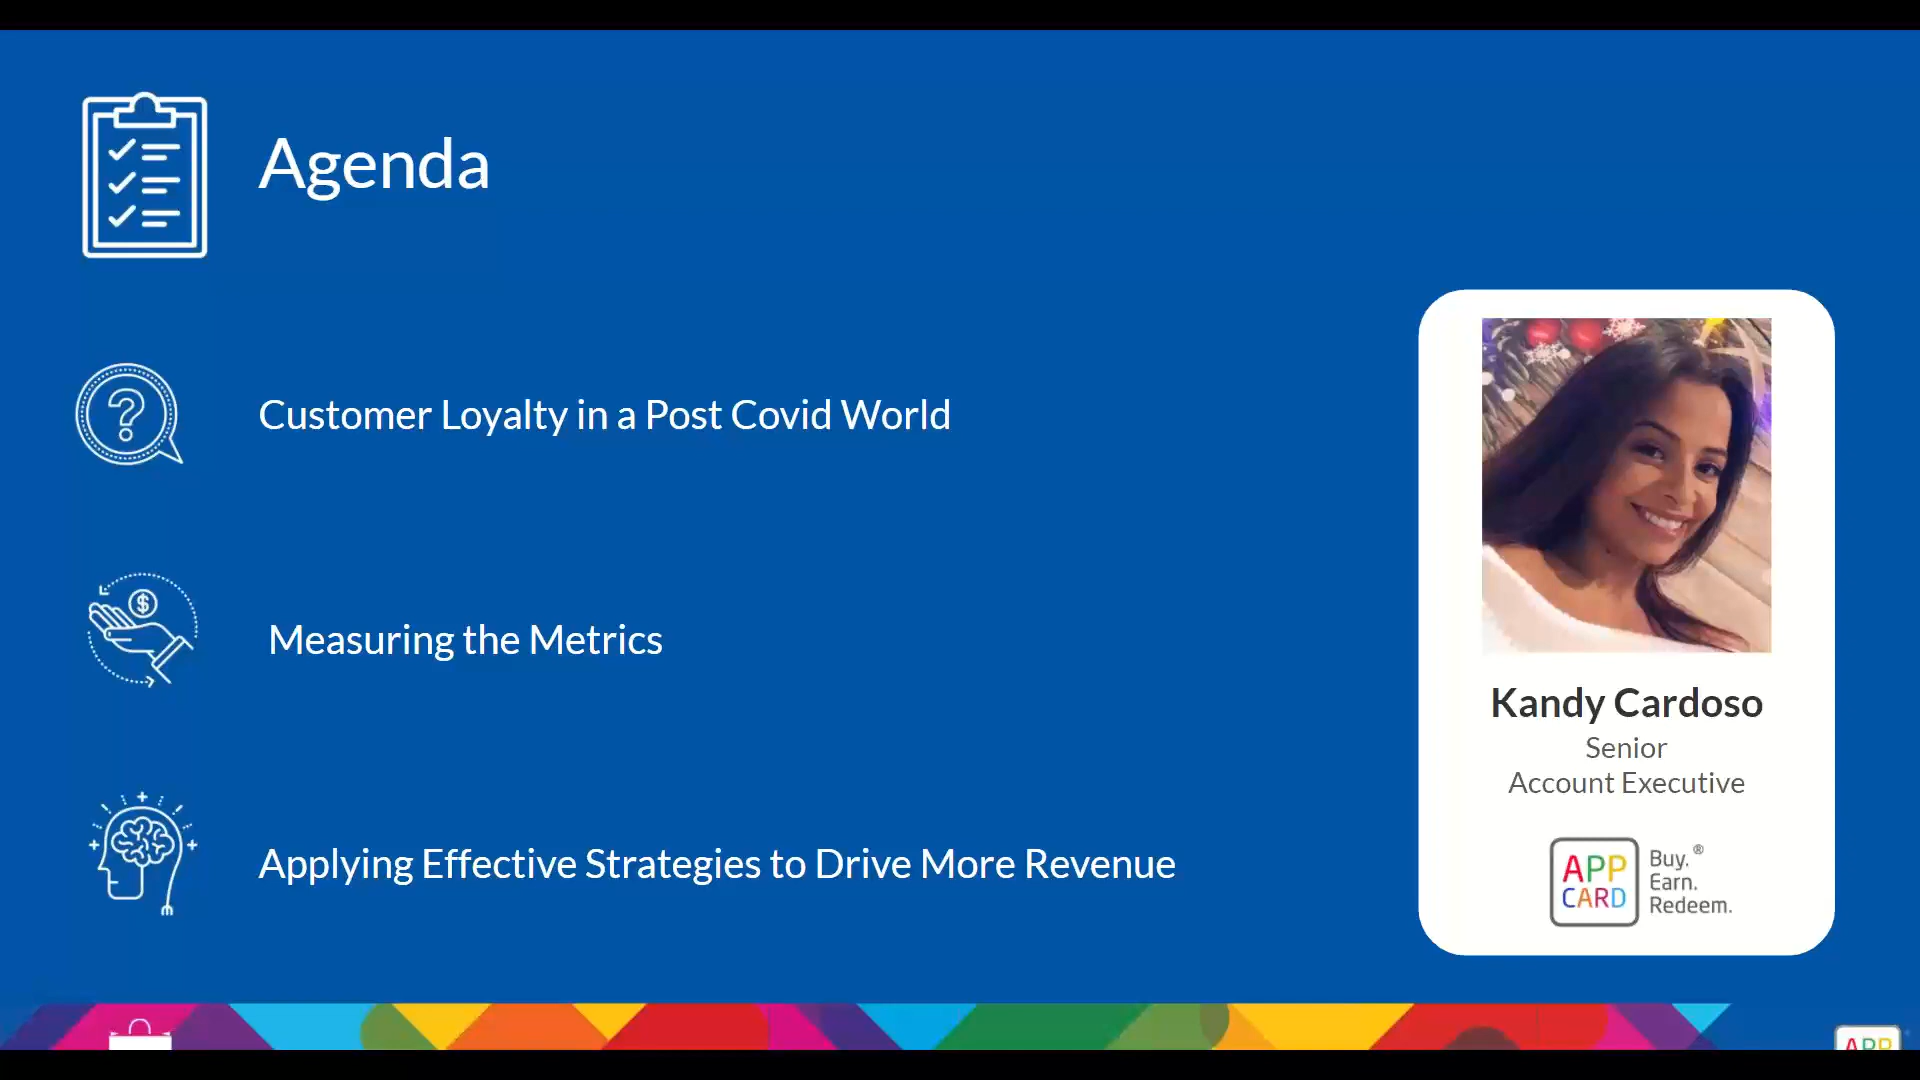 Agenda
Customer Loyalty in a Post Covid World
$
Measuring the Metrics
Applying Effective Strategies to Drive More Revenue
Kandy Cardoso
Senior
Account Executive
APP
CARD
Buy.®
Earn.
Redeem.
APP